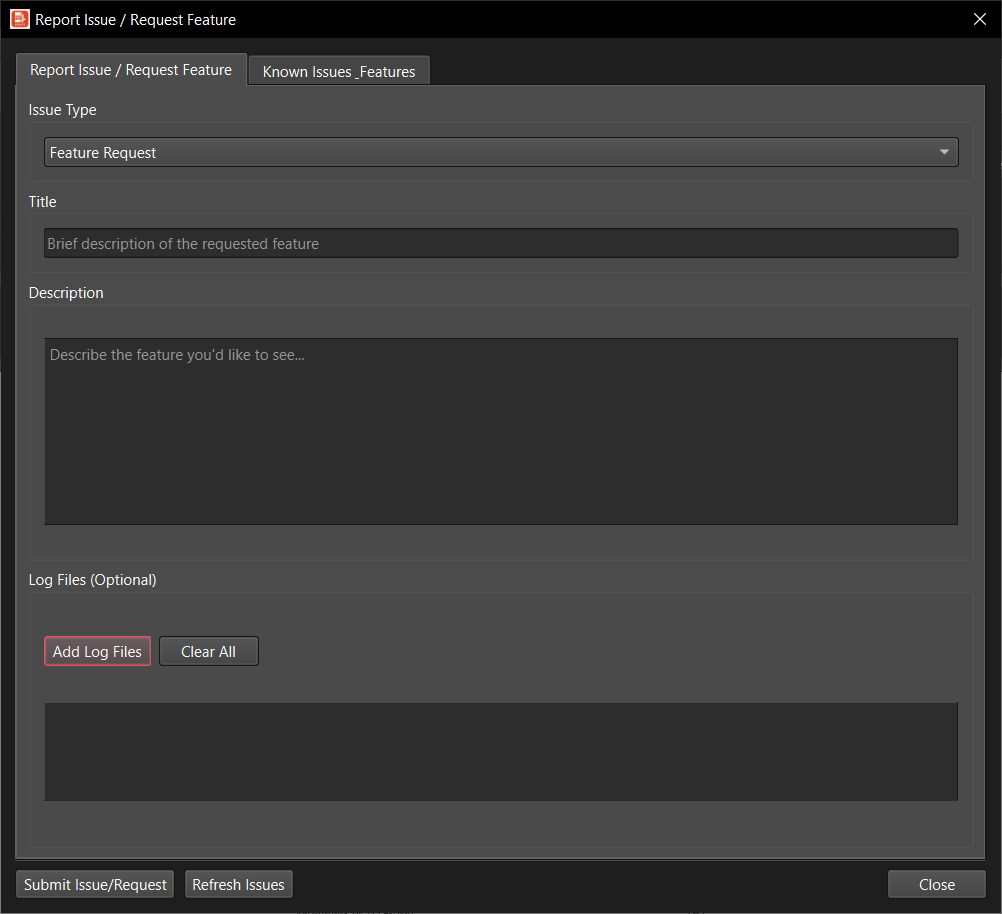 Report Issue / Request Feature
Report Issue / Request Feature
Known Issues _Features
Issue Type
Feature Request
Title
Brief description of the requested feature
Description
Describe the feature you'd like to see...
Log Files (Optional)
Add Log Files
Clear All
Submit Issue/Request
Refresh Issues
Close